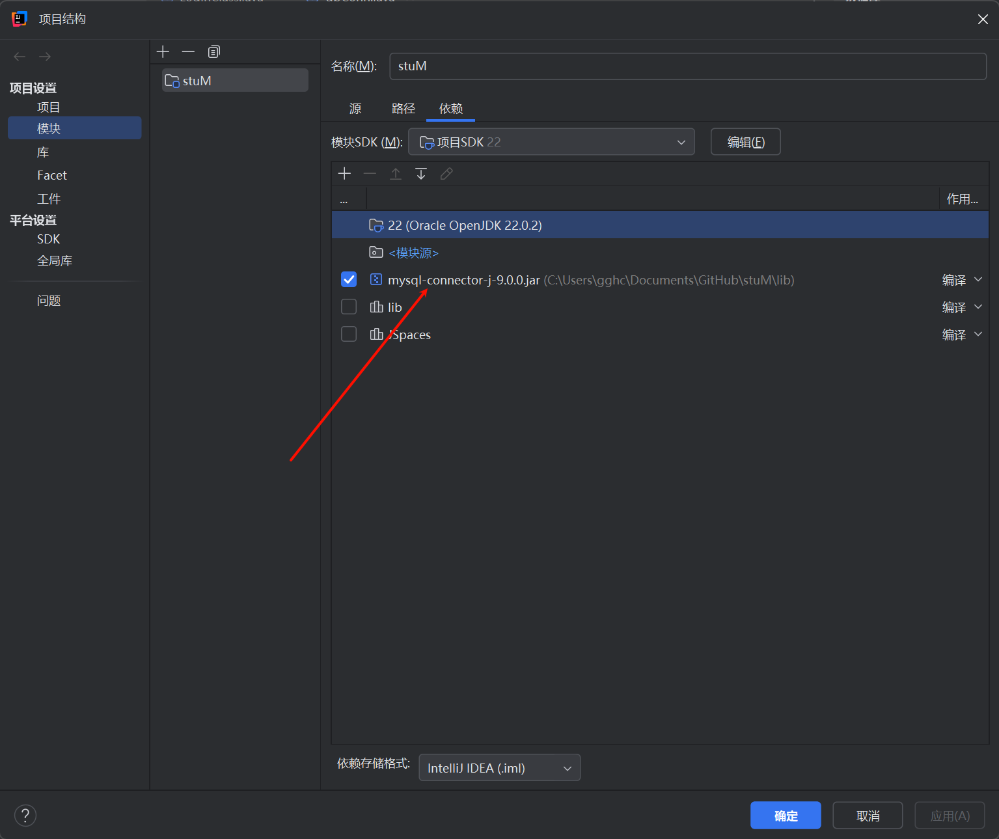 项目结构
项目设置
项目
模块
库
Facet
工件
平台设置
SDK
全局库
问题
stuM
名称(M): stuM
源 路径 依赖
模块SDK (M): 项目SDK 22 编辑(E)
... 作用...
22 (Oracle OpenJDK 22.0.2)
<模块源>
mysql-connector-j-9.0.0.jar (C:\Users\gghc\Documents\GitHub\stuM\lib) 编译
lib 编译
JSpaces 编译
依赖存储格式: IntelliJ IDEA (.iml)
? 确定 取消 应用(A)